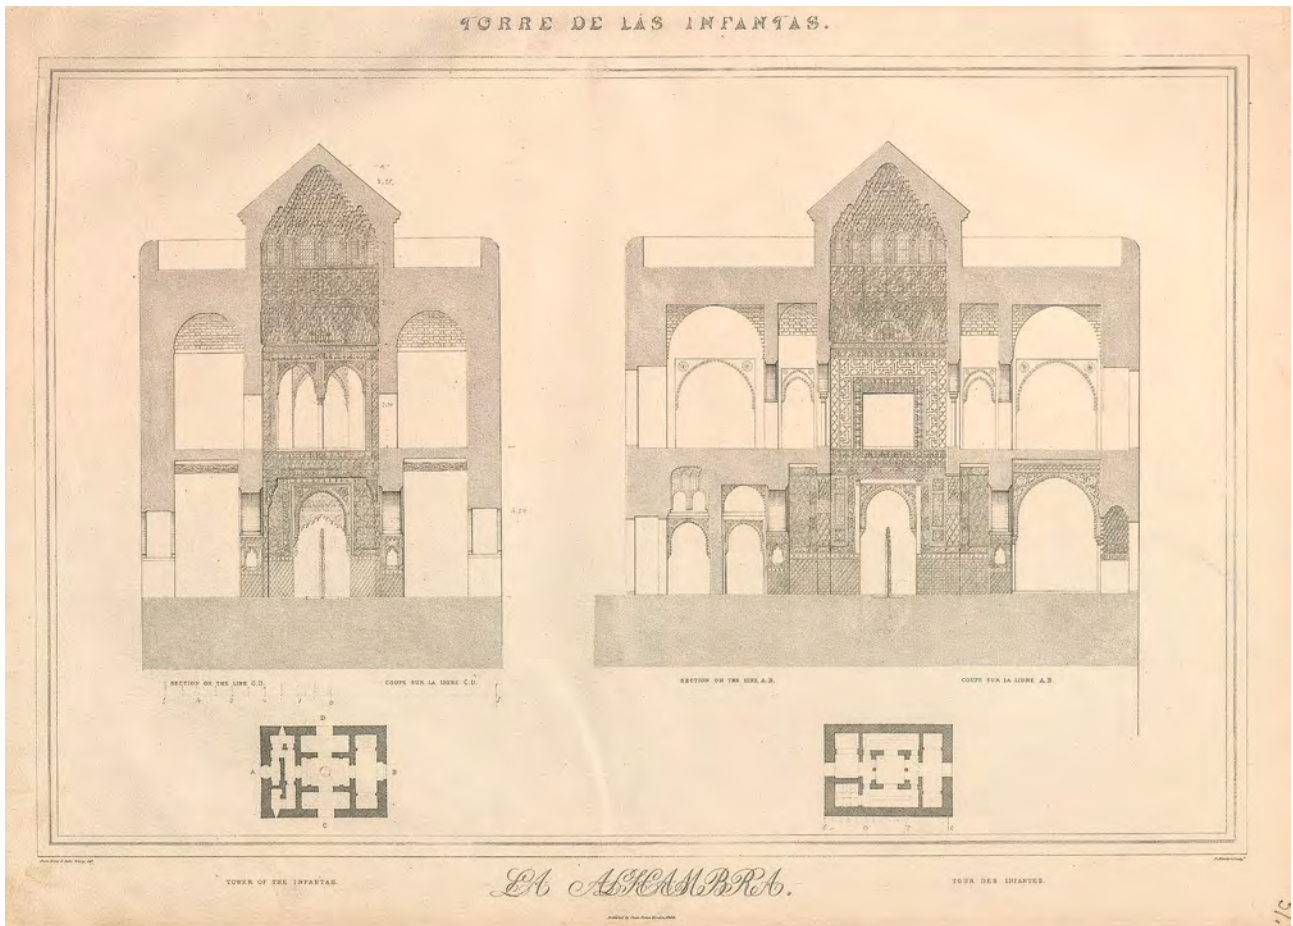 TORRE DE LAS INFANTAS.
SECTION ON THE LINE C.D.
COUPE SUR LA LIGNE C.D.
SECTION ON THE LINE A.B.
COUPE SUR LA LIGNE A.B.
D
A
B
C
TOWER OF THE INFANTAS.
LA ALHAMBRA.
TOUR DES INFANTES.
31.